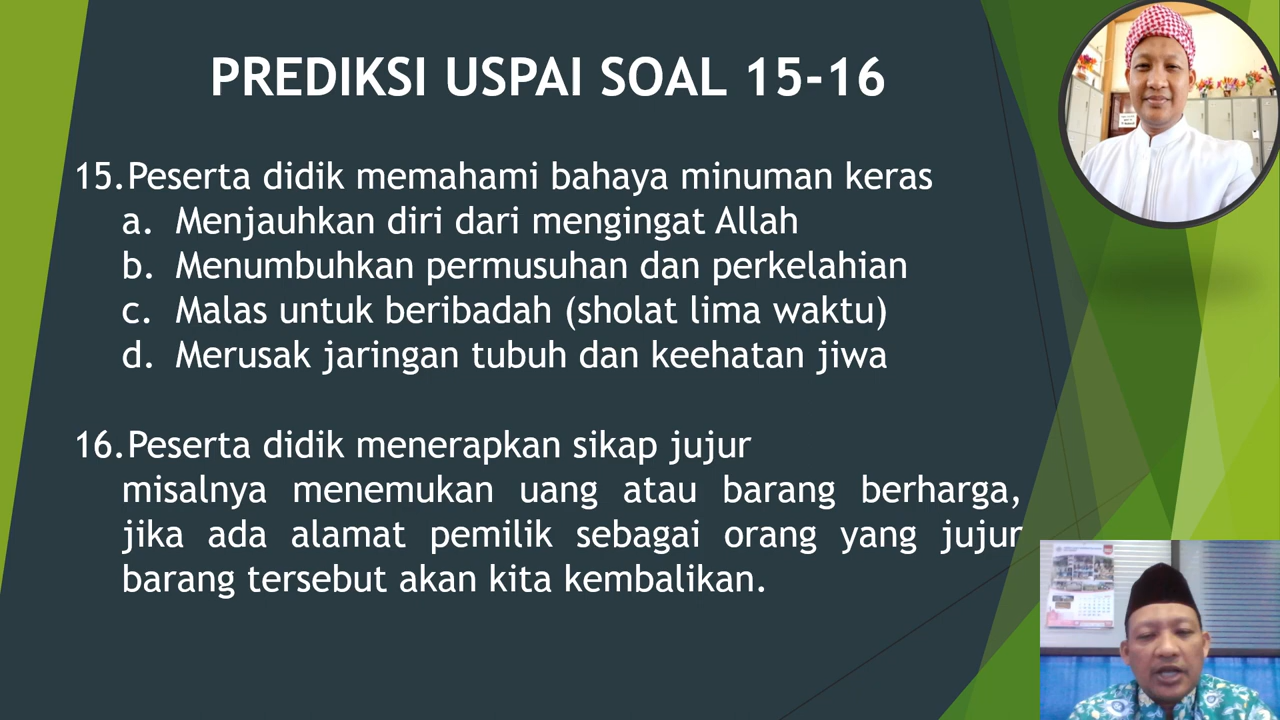 PREDIKSI USPAI SOAL 15-16
15.Peserta didik memahami bahaya minuman keras
a. Menjauhkan diri dari mengingat Allah
b. Menumbuhkan permusuhan dan perkelahian
c. Malas untuk beribadah (sholat lima waktu)
d. Merusak jaringan tubuh dan keehatan jiwa
16.Peserta didik menerapkan sikap jujur
misalnya menemukan uang atau barang berharga,
jika ada alamat pemilik sebagai orang yang jujur
barang tersebut akan kita kembalikan.